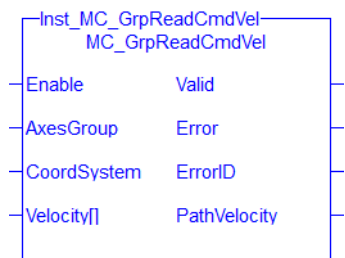 Inst_MC_GrpReadCmdVel
MC_GrpReadCmdVel
Enable Valid
AxesGroup Error
CoordSystem ErrorID
Velocity[] PathVelocity